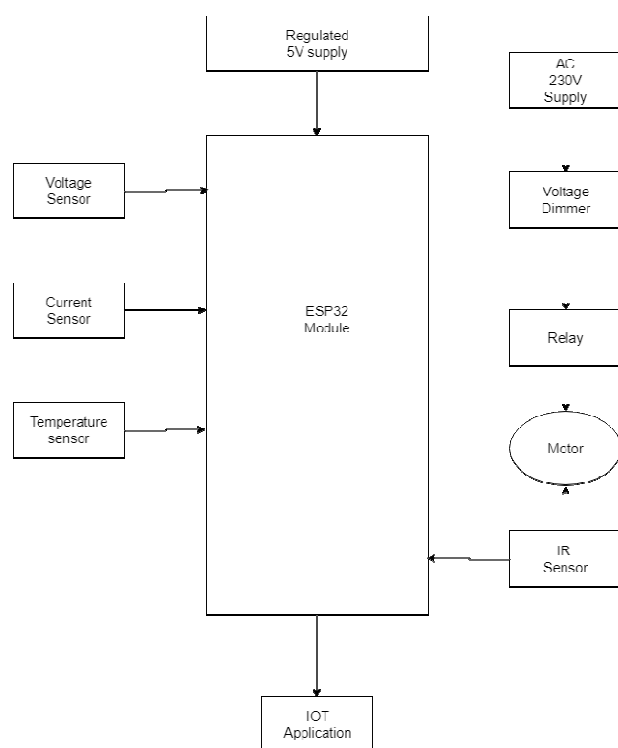 Regulated
5V supply
AC
230V
Supply
Voltage
Sensor
Voltage
Dimmer
Current
Sensor
ESP32
Module
Relay
Temperature
sensor
Motor
IR
Sensor
IOT
Application